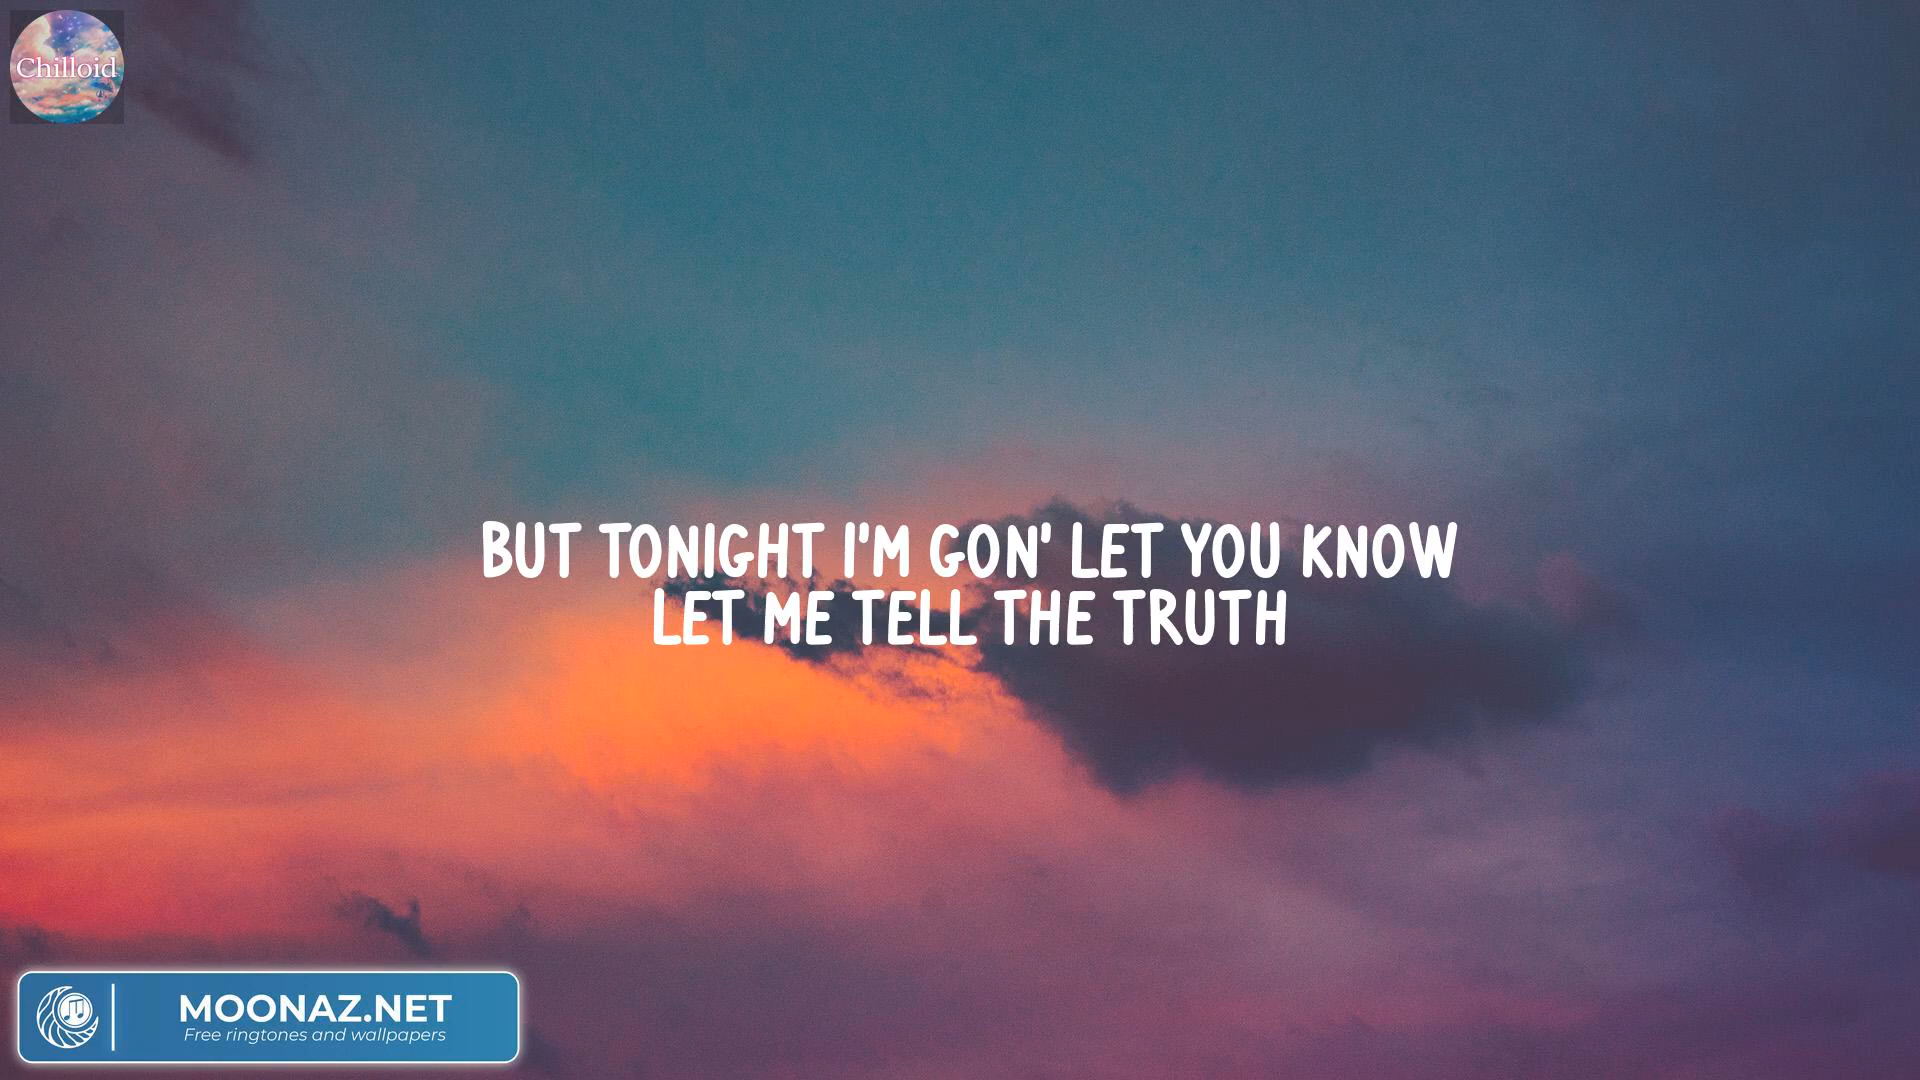 Chilloid
BUT TONIGHT I'M GON' LET YOU KNOW
LET ME TELL THE TRUTH
MOONAZ.NET
Free ringtones and wallpapers